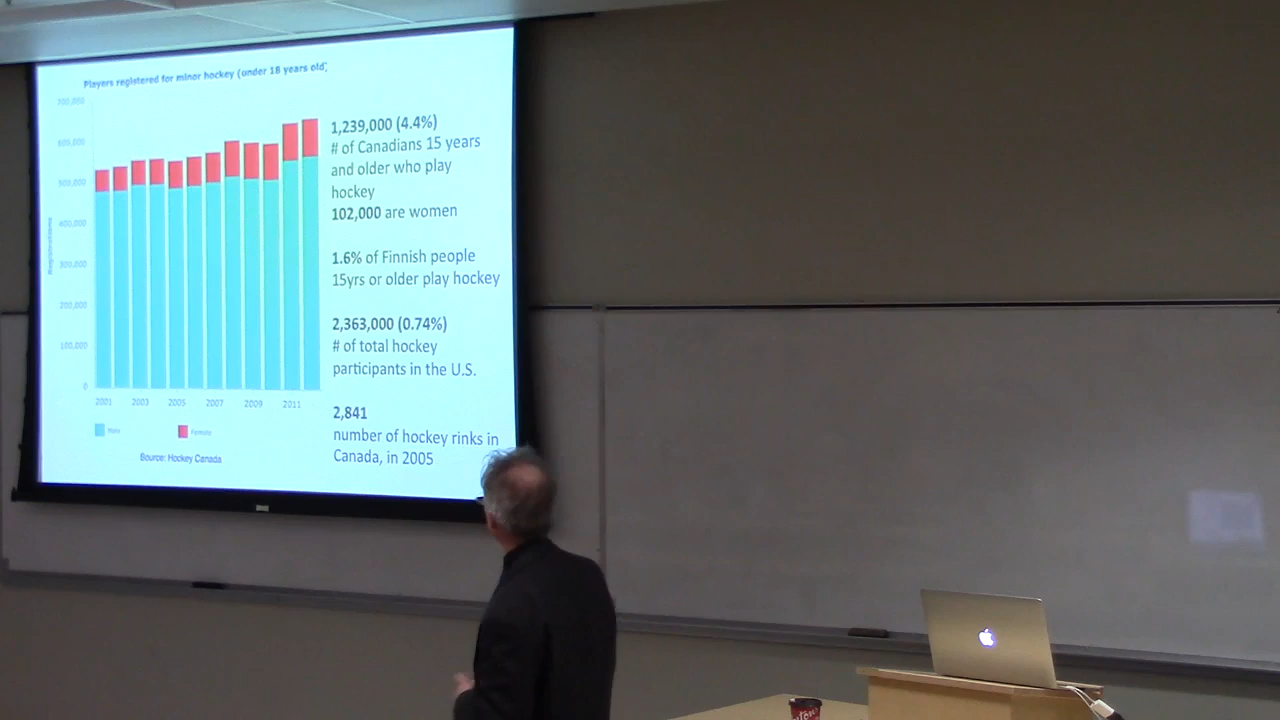 Players registered for minor hockey (under 18 years old)
700,000
600,000
500,000
400,000
300,000
200,000
100,000
0
Registrations
2001 2003 2005 2007 2009 2011
Male Female
Source: Hockey Canada
1,239,000 (4.4%)
# of Canadians 15 years
and older who play
hockey
102,000 are women
1.6% of Finnish people
15yrs or older play hockey
2,363,000 (0.74%)
# of total hockey
participants in the U.S.
2,841
number of hockey rinks in
Canada, in 2005